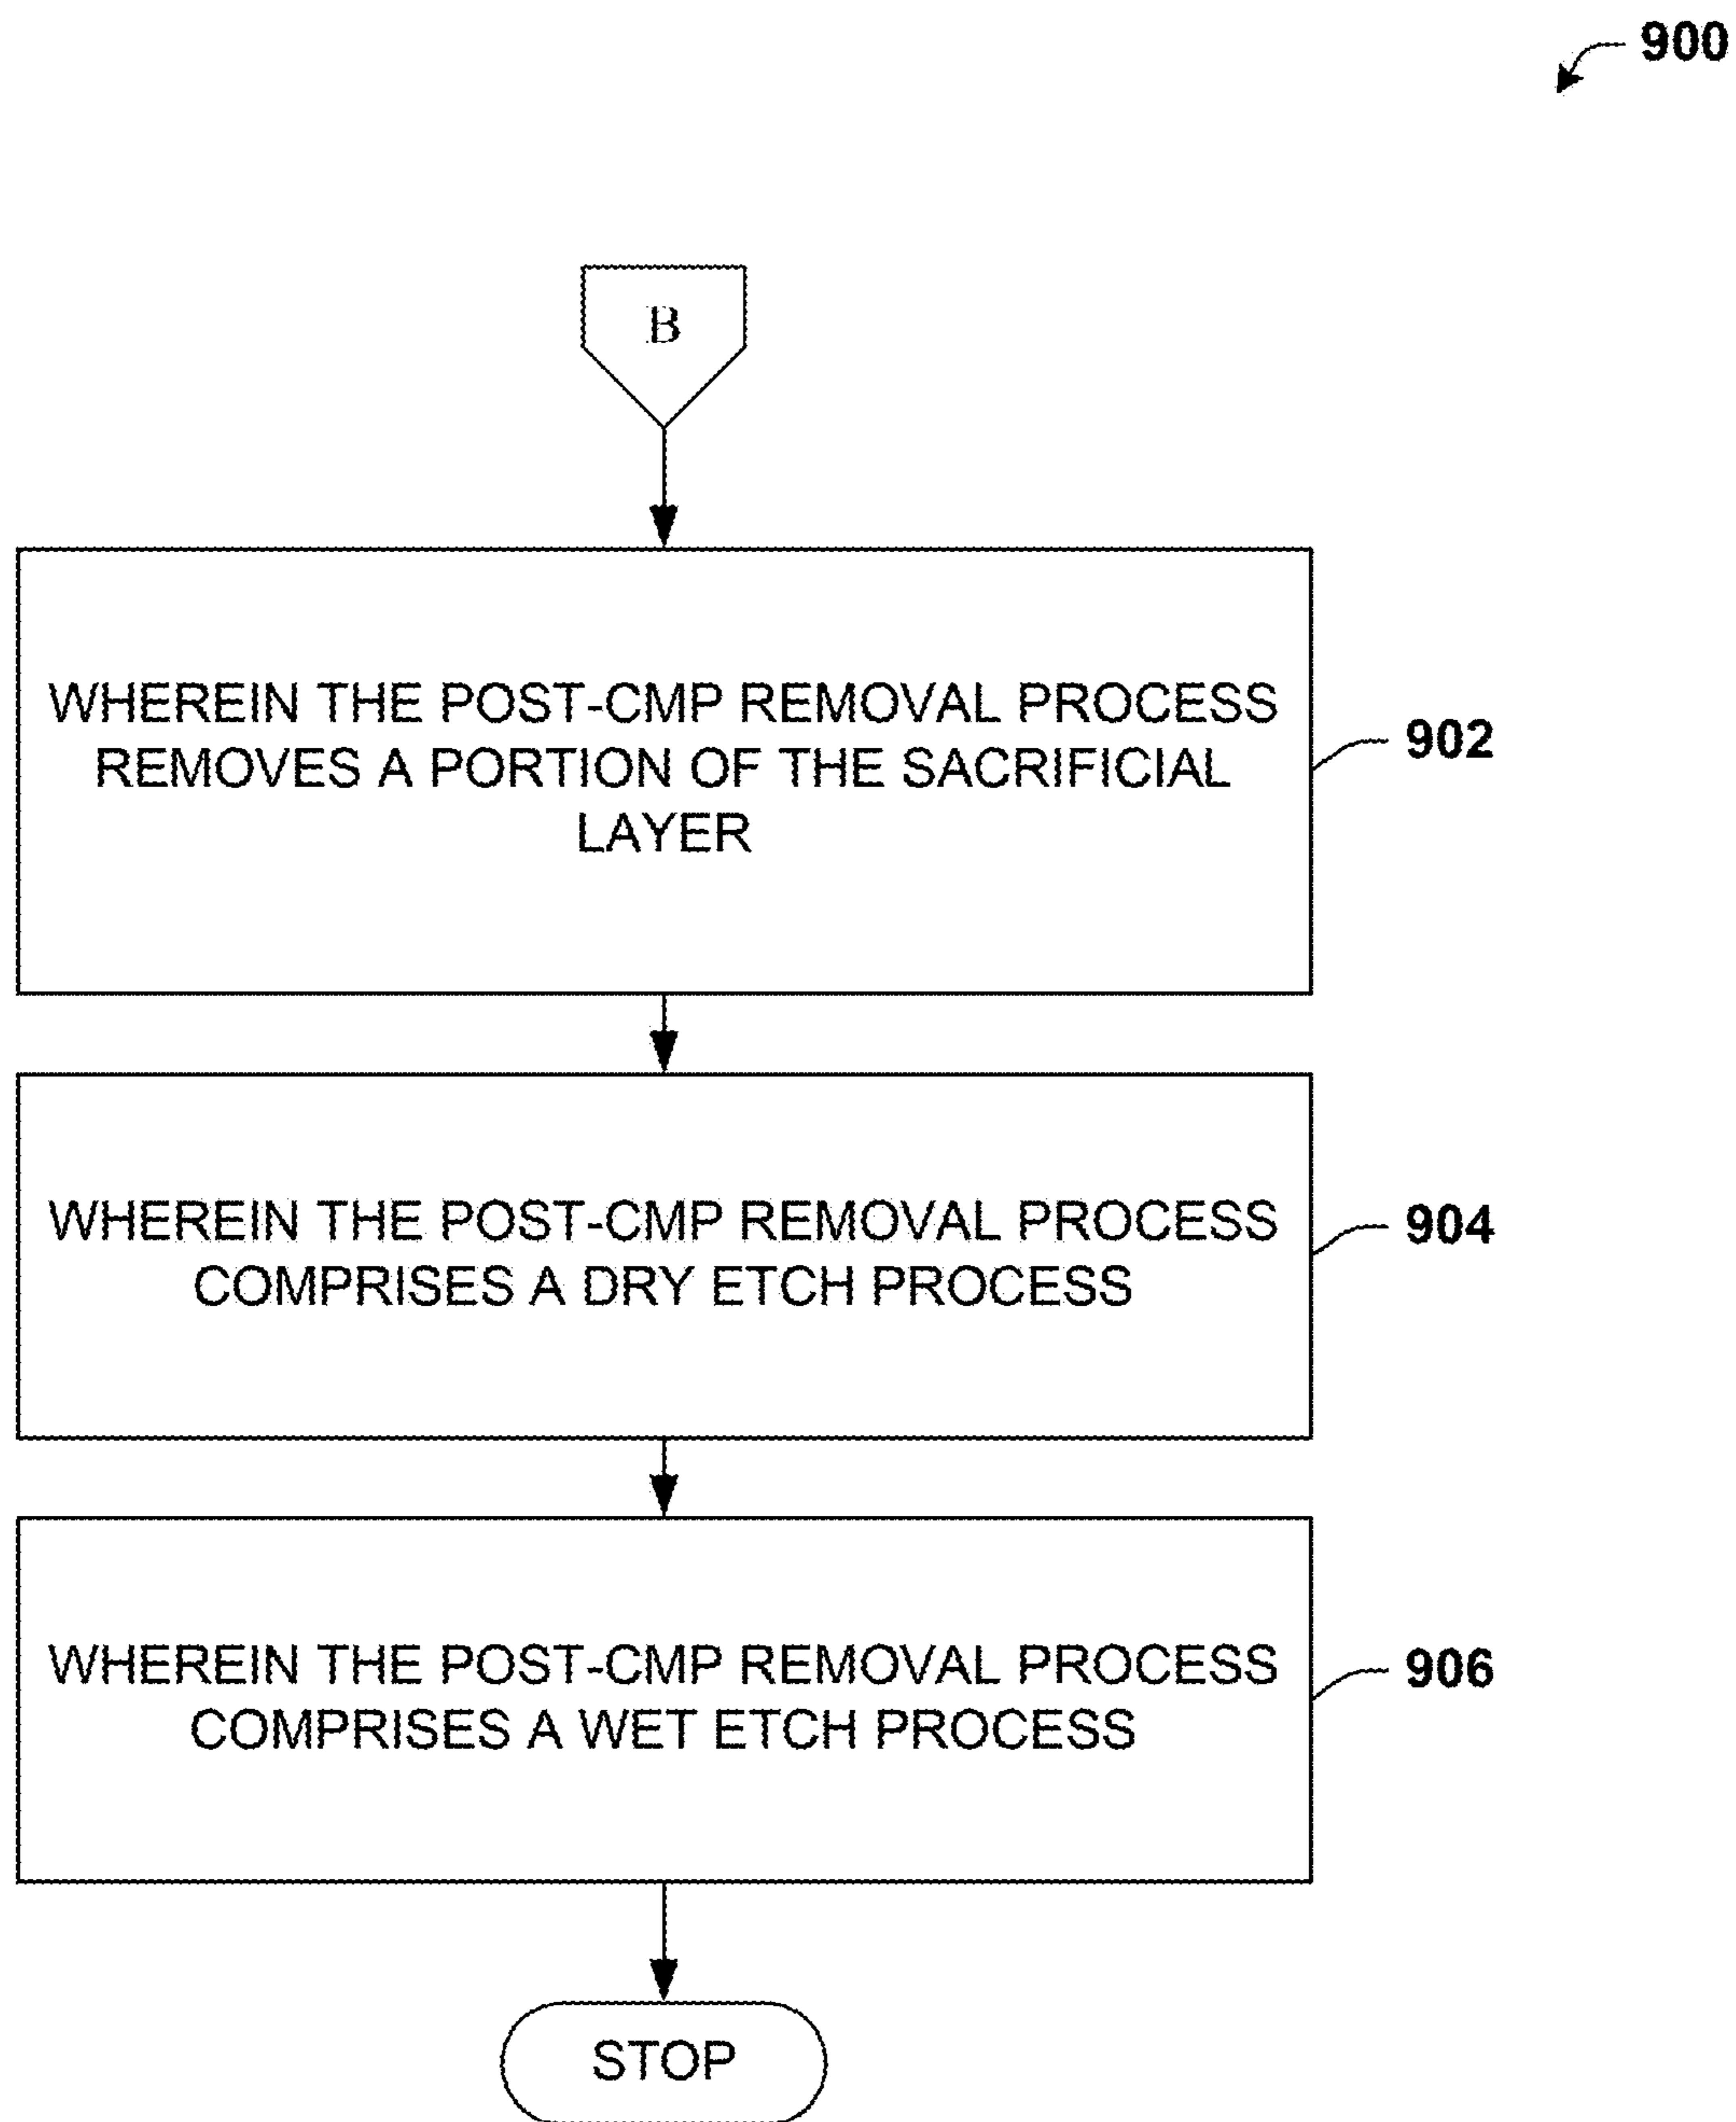 900
B
WHEREIN THE POST-CMP REMOVAL PROCESS
REMOVES A PORTION OF THE SACRIFICIAL
LAYER
902
WHEREIN THE POST-CMP REMOVAL PROCESS
COMPRISES A DRY ETCH PROCESS
904
WHEREIN THE POST-CMP REMOVAL PROCESS
COMPRISES A WET ETCH PROCESS
906
STOP